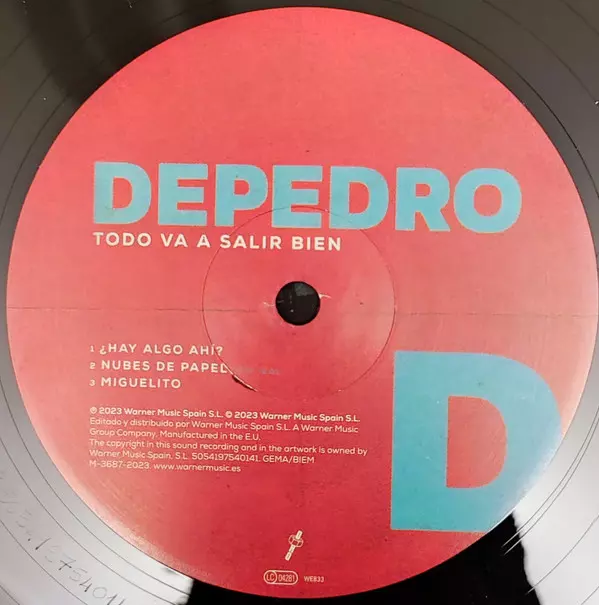 DEPEDRO
TODO VA A SALIR BIEN
1 ¿HAY ALGO AHÍ?
2 NUBES DE PAPEL
3 MIGUELITO
℗ 2023 Warner Music Spain S.L. © 2023 Warner Music Spain S.L.
Editado y distribuido por Warner Music Spain S.L. A Warner Music
Group Company. Manufactured in the E.U.
The copyright in this sound recording and in the artwork is owned by
Warner Music Spain, S.L. 5054197540141. GEMA/BIEM
M-3687-2023 www.warnermusic.es
D
LC 04281 WE833